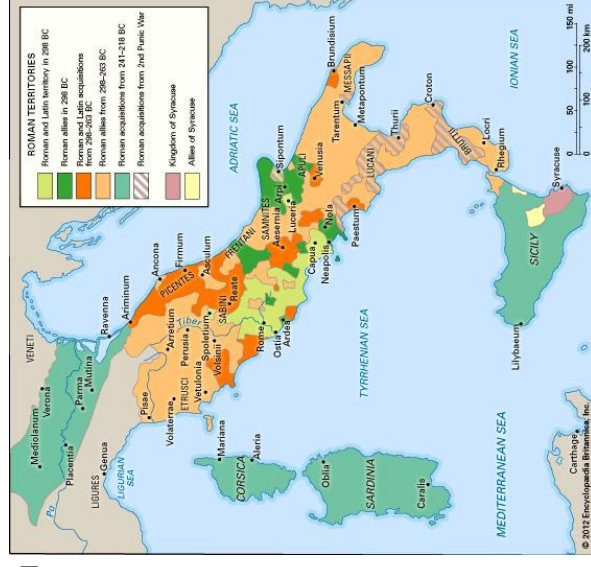 ROMAN TERRITORIES
Roman and Latin territory in 298 BC
Roman allies in 298 BC
Roman and Latin acquisitions
from 298–263 BC
Roman allies from 298–263 BC
Roman acquisitions from 241–218 BC
Roman acquisitions from 2nd Punic War
Kingdom of Syracuse
Allies of Syracuse
VENETI
Mediolanum
Verona
Placentia
Parma
Mutina
Po
LIGURES
Genua
LIGURIAN
SEA
Ravenna
Ariminum
Pisae
Arretium
Volaterrae
ETRUSCI
Perusia
Tiber
Vetulonia
Volsinii
Spoletium
Ancona
Firmum
PICENTES
Asculum
SABINI
Reate
Rome
Ostia
Ardea
FRENTANI
SAMNITES
Aesernia
Luceria
Arpi
Sipontum
APULI
Venusia
Capua
Neapolis
Nola
Paestum
LUCANI
Brundisium
MESSAPII
Tarentum
Metapontum
Thurii
Croton
BRUTTII
Locri
Rhegium
ADRIATIC SEA
IONIAN SEA
TYRRHENIAN SEA
MEDITERRANEAN SEA
Mariana
CORSICA
Aleria
Oblia
SARDINIA
Caralia
Lilybaeum
SICILY
Syracuse
Carthage
0 50 100 150 mi
0 100 200 km
© 2012 Encyclopædia Britannica, Inc.